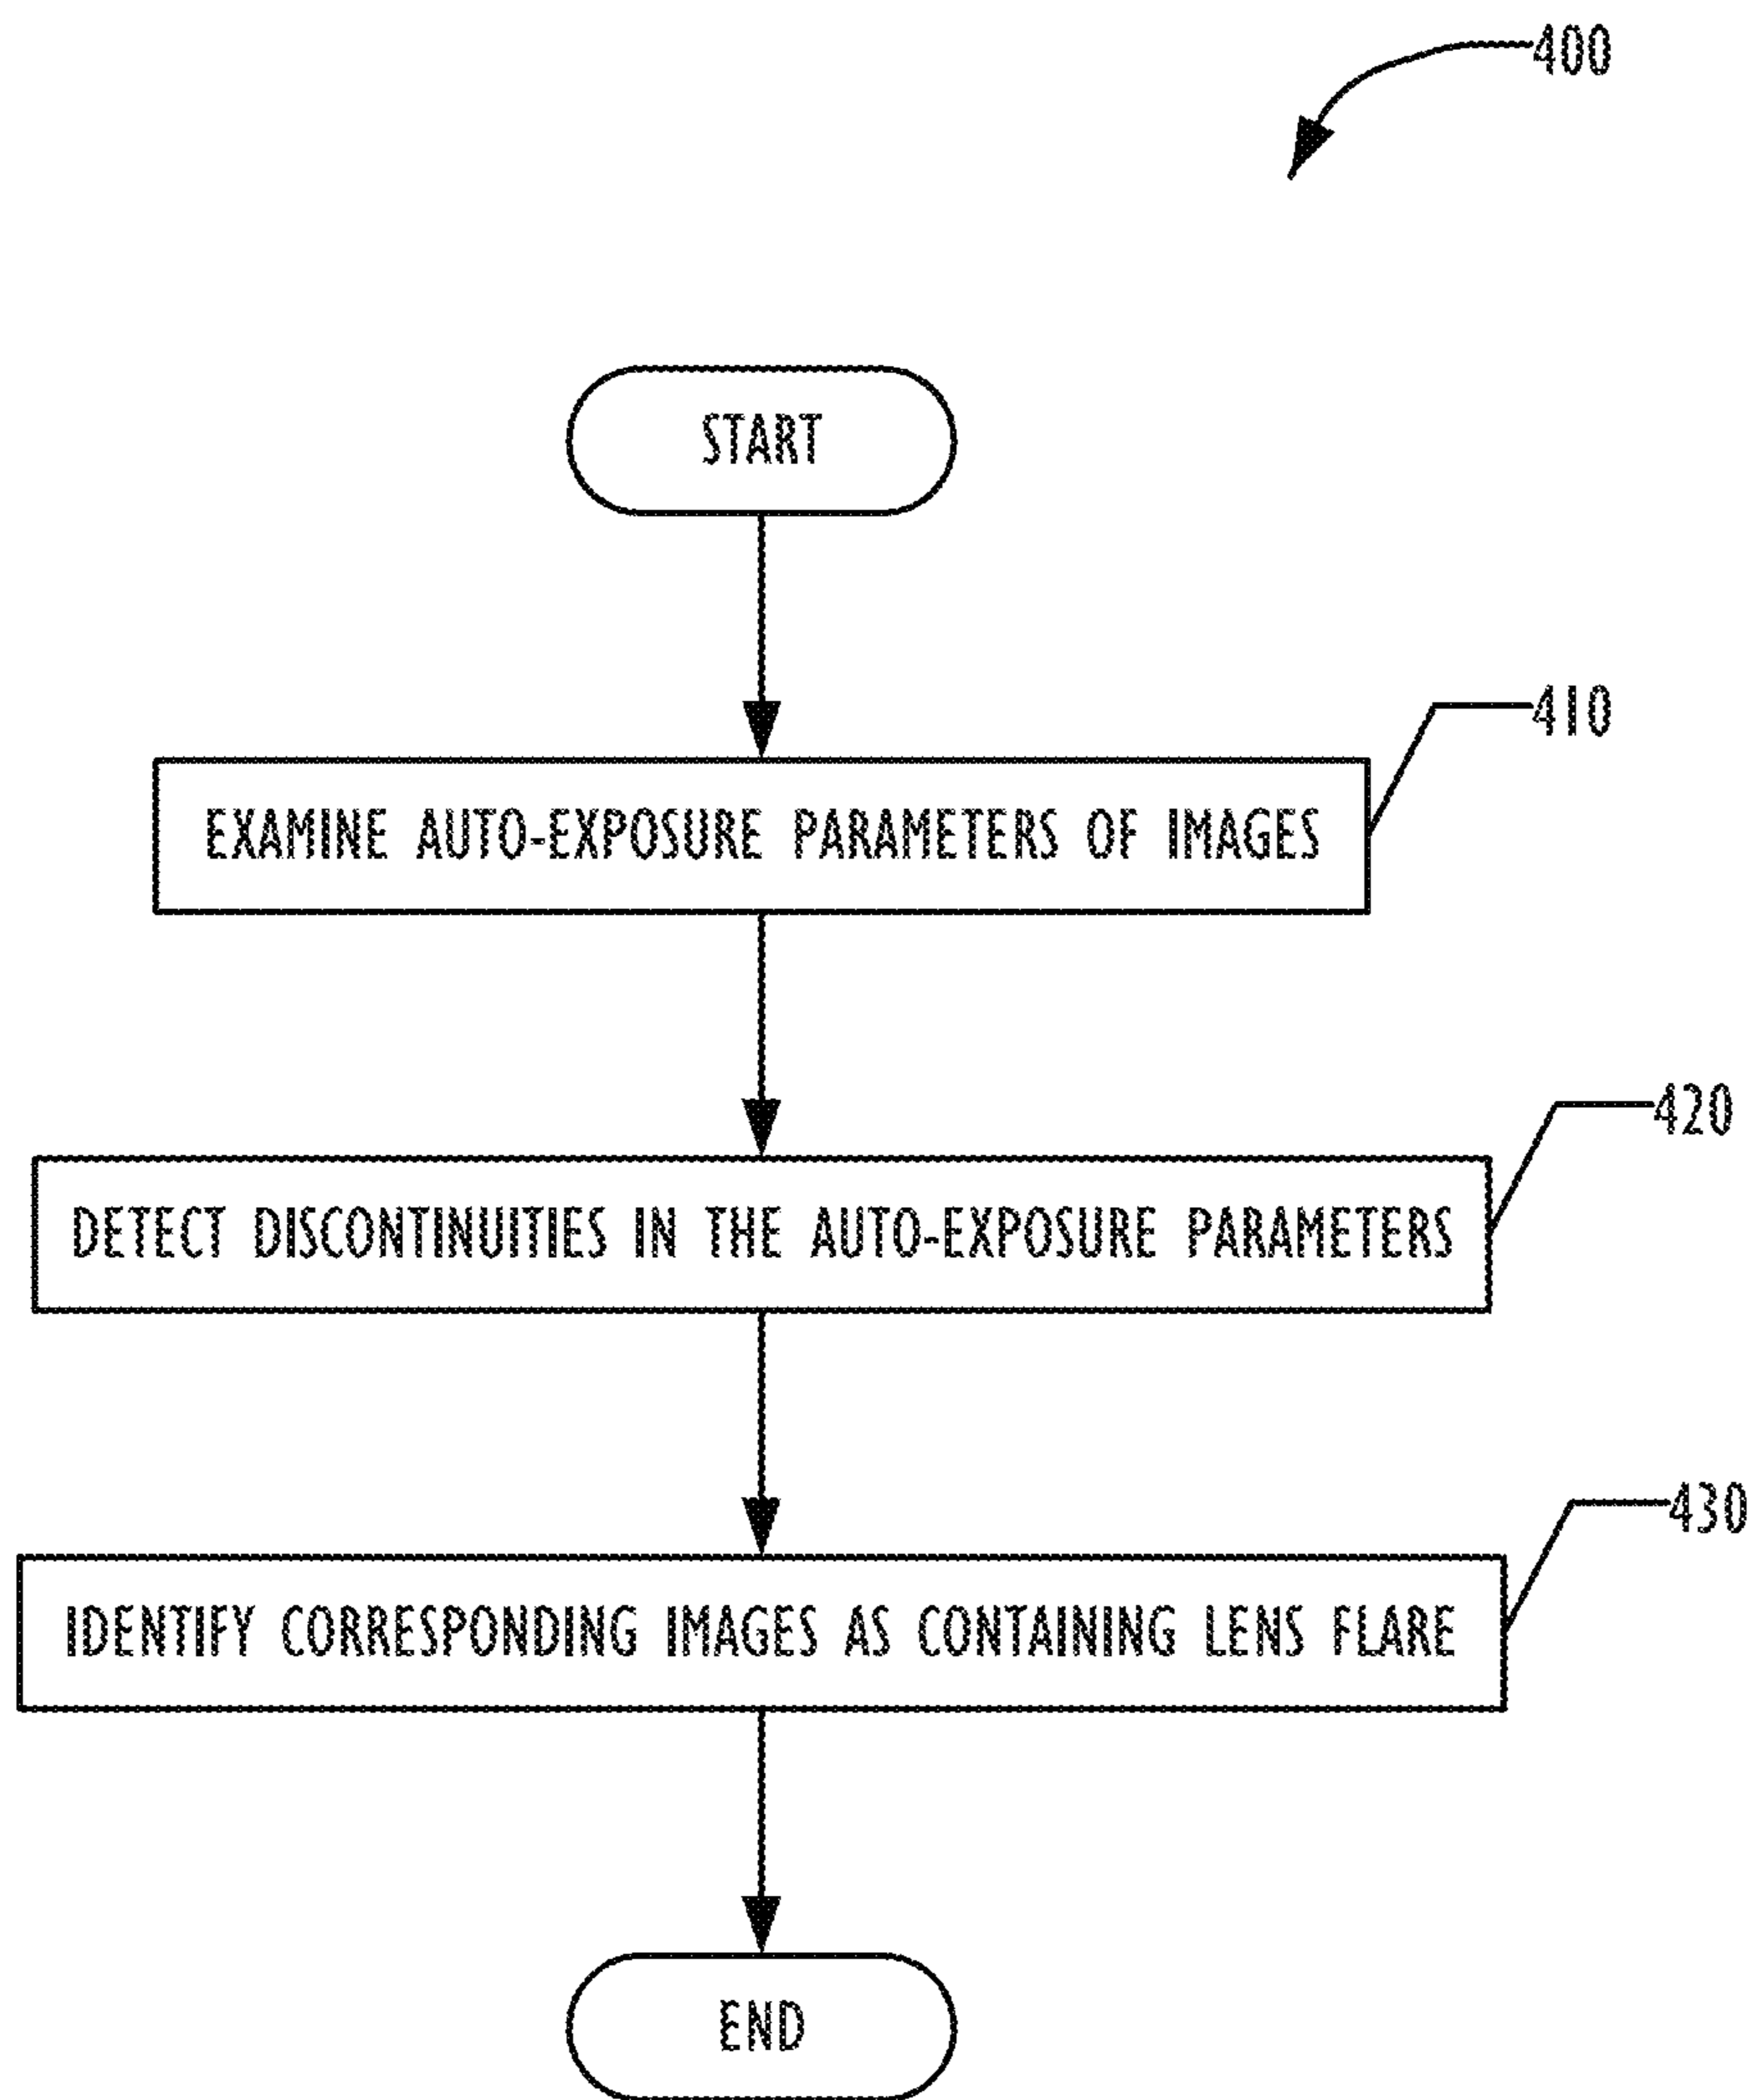 400
START
410
EXAMINE AUTO-EXPOSURE PARAMETERS OF IMAGES
420
DETECT DISCONTINUITIES IN THE AUTO-EXPOSURE PARAMETERS
430
IDENTIFY CORRESPONDING IMAGES AS CONTAINING LENS FLARE
END